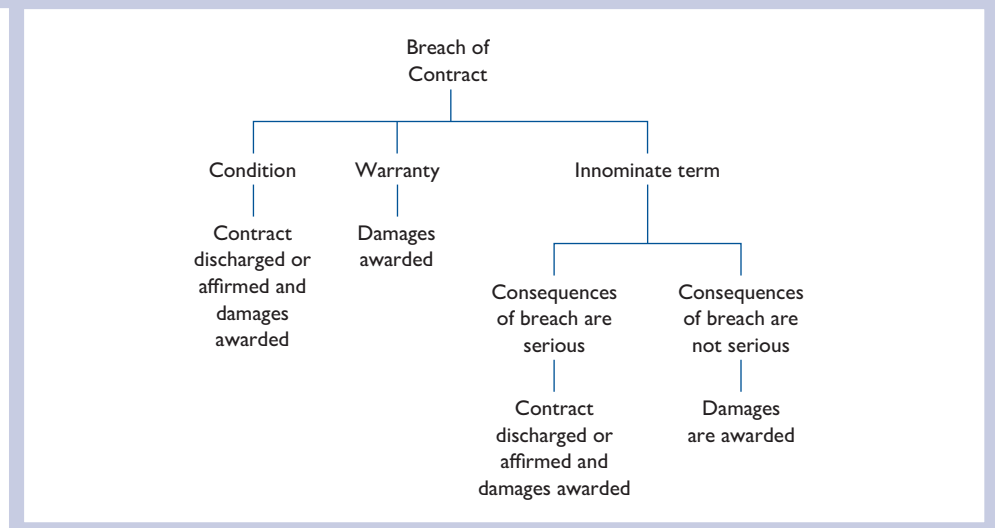 Breach of
Contract
Condition
Warranty
Innominate term
Contract
discharged or
affirmed and
damages
awarded
Damages
awarded
Consequences
of breach are
serious
Consequences
of breach are
not serious
Contract
discharged or
affirmed and
damages awarded
Damages
are awarded